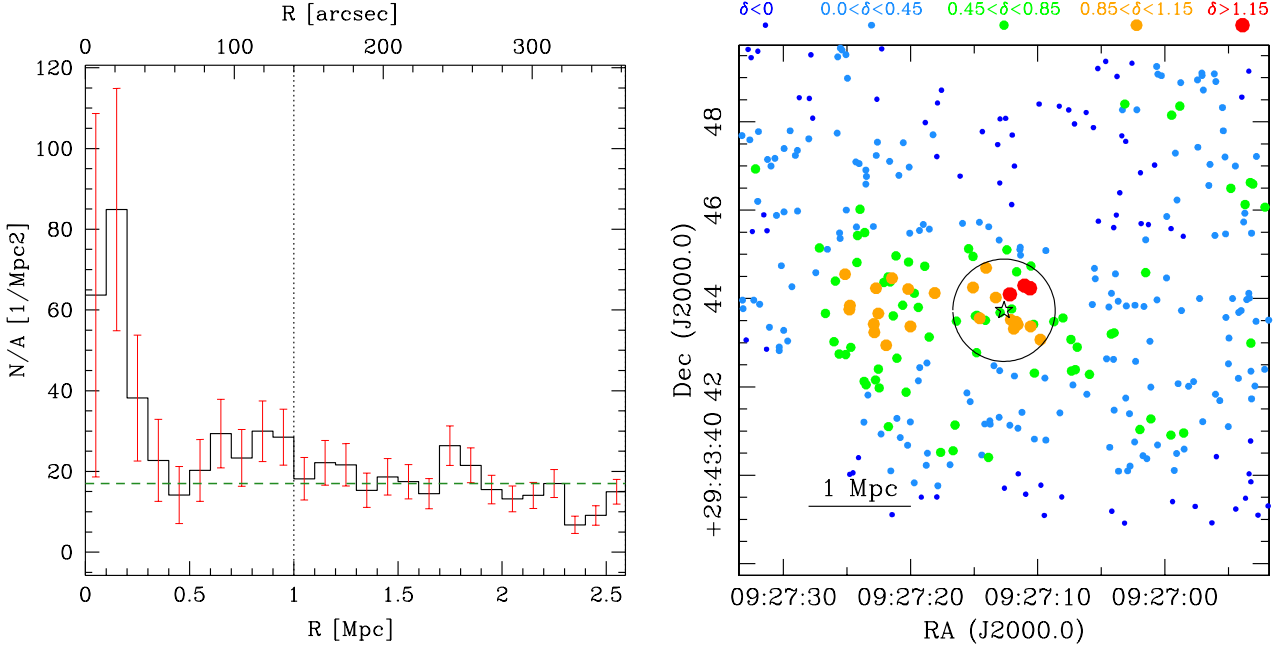 R [arcsec]
0 100 200 300
120
100
80
60
40
20
0
N/A [1/Mpc2]
0 0.5 1 1.5 2 2.5
R [Mpc]
δ<0 0.0<δ<0.45 0.45<δ<0.85 0.85<δ<1.15 δ>1.15
48
46
44
42
+29:43:40
Dec (J2000.0)
1 Mpc
09:27:30 09:27:20 09:27:10 09:27:00
RA (J2000.0)